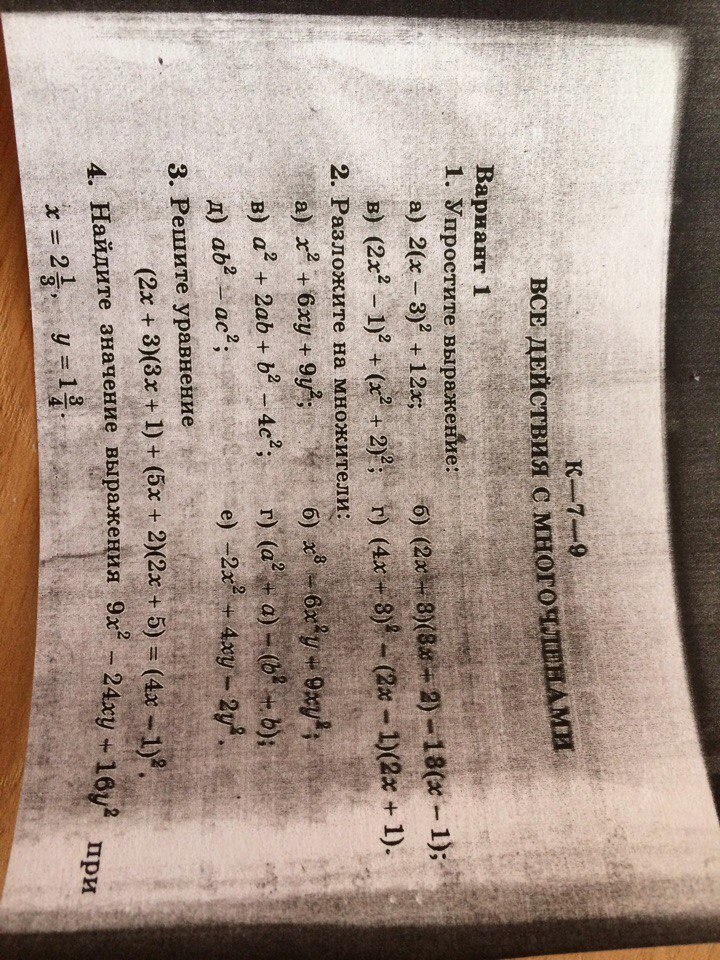 К—7—9
ВСЕ ДЕЙСТВИЯ С МНОГОЧЛЕНАМИ
Вариант 1
1. Упростите выражение:
а) 2(x − 3)² + 12x; б) (2x + 3)(3x + 2) − 13(x − 1);
в) (2x² − 1)² + (x² + 2)²; г) (4x + 3)² − (2x − 1)(2x + 1).
2. Разложите на множители:
а) x² + 6xy + 9y²; б) x³ − 6x²y + 9xy²;
в) a² + 2ab + b² − 4c²; г) (a² + a) − (b² + b);
д) ab² − ac²; е) −2x² + 4xy − 2y².
3. Решите уравнение
(2x + 3)(3x + 1) + (5x + 2)(2x + 5) = (4x − 1)².
4. Найдите значение выражения 9x² − 24xy + 16y² при
x = 2 1/3, y = 1 3/4.